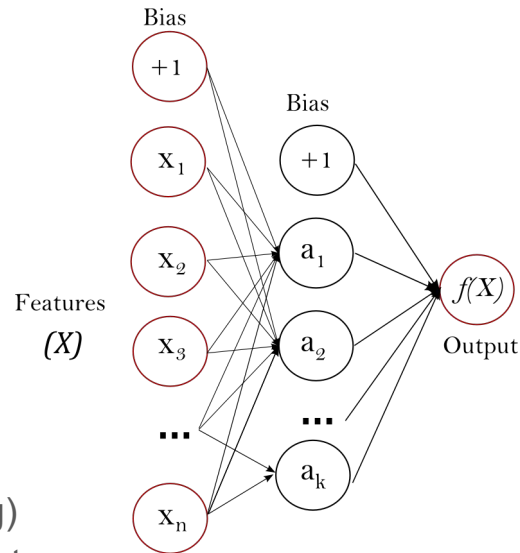 Bias
+1
Bias
x1
+1
a1
x2
f(X)
Features
(X)
x3
a2
Output
...
...
ak
xn
g)